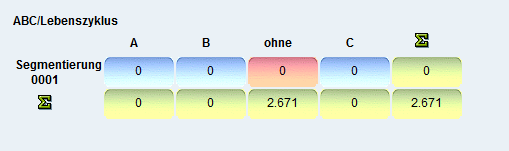 ABC/Lebenszyklus
A B ohne C Σ
Segmentierung 0 0 0 0 0
0001
Σ 0 0 2.671 0 2.671